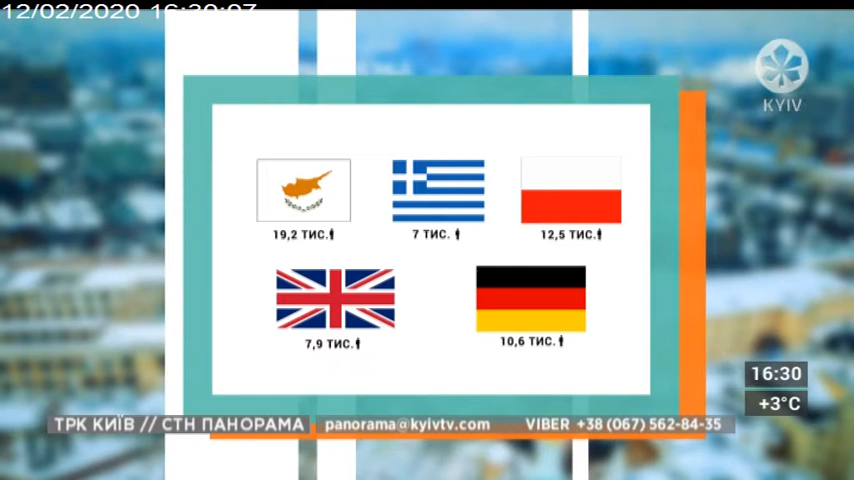 12/02/2020 16:30:07
KYIV
19,2 ТИС.
7 ТИС.
12,5 ТИС.
7,9 ТИС.
10,6 ТИС.
16:30
+3°C
ТРК КИЇВ // СТН ПАНОРАМА panorama@kyivtv.com VIBER +38 (067) 562-84-35